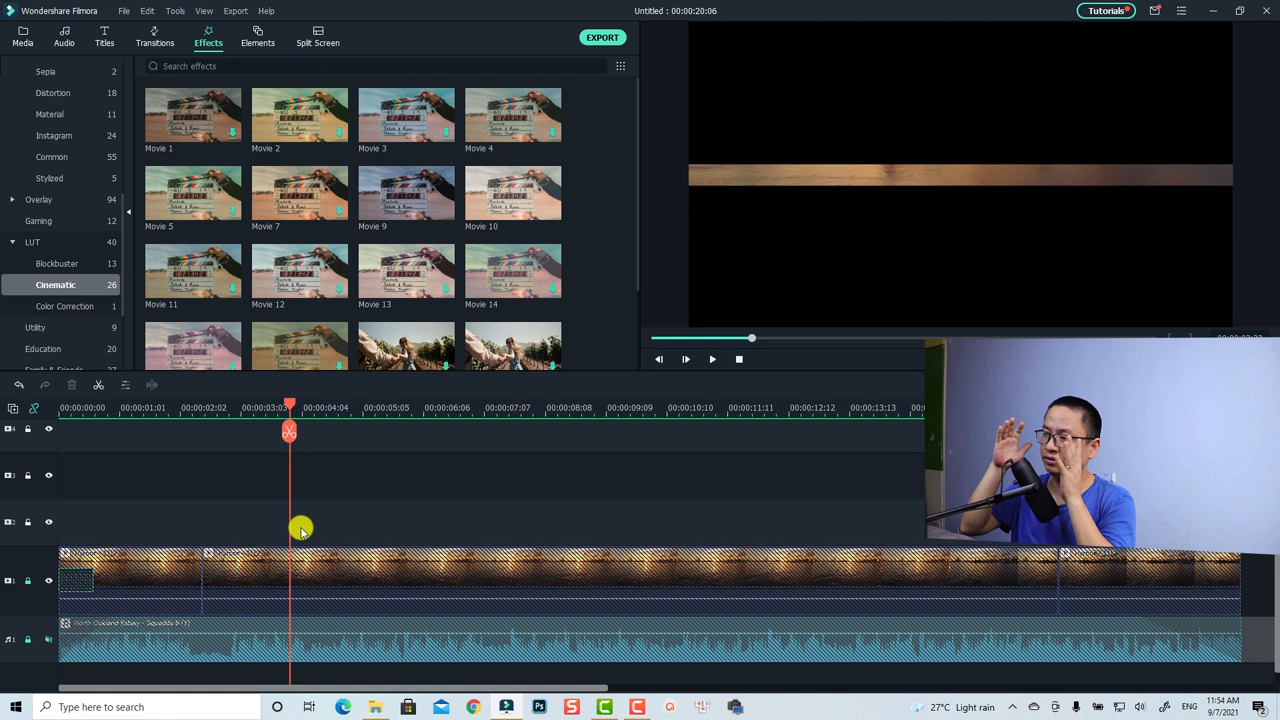 Wondershare Filmora File Edit Tools View Export Help Untitled : 00:00:20:06 Tutorials
Media Audio Titles Transitions Effects Elements Split Screen EXPORT
Sepia 2
Distortion 18
Material 11
Instagram 24
Common 55
Stylized 5
Overlay 94
Gaming 12
LUT 40
Blockbuster 13
Cinematic 26
Color Correction 1
Utility 9
Education 20
Search effects
Movie 1 Movie 2 Movie 3 Movie 4
Movie 5 Movie 7 Movie 9 Movie 10
Movie 11 Movie 12 Movie 13 Movie 14
00:00:00:00 00:00:01:01 00:00:02:02 00:00:03:03 00:00:04:04 00:00:05:05 00:00:06:06 00:00:07:07 00:00:08:08 00:00:09:09 00:00:10:10 00:00:11:11 00:00:12:12 00:00:13:13
4
3
2
1
1
Type here to search
27°C Light rain ENG 11:54 AM
9/7/2021
2